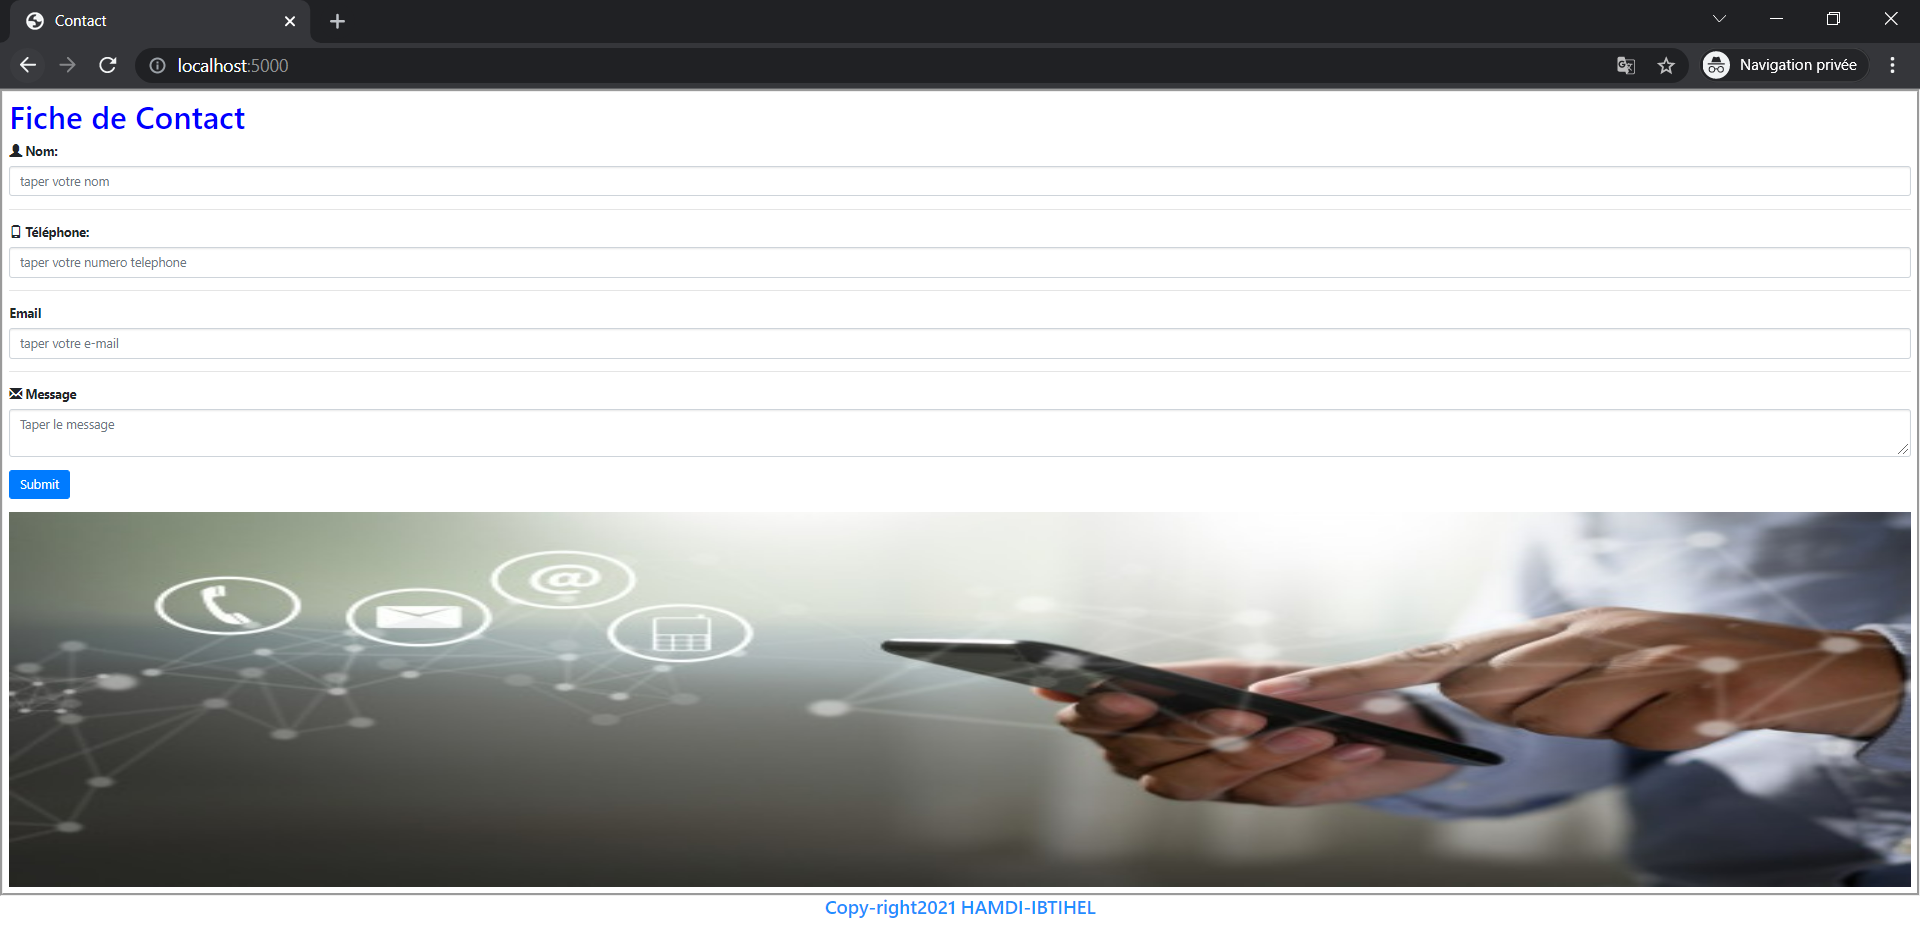 Contact
localhost:5000
Navigation privée
Fiche de Contact
Nom:
taper votre nom
Téléphone:
taper votre numero telephone
Email
taper votre e-mail
Message
Taper le message
Submit
@
Copy-right2021 HAMDI-IBTIHEL